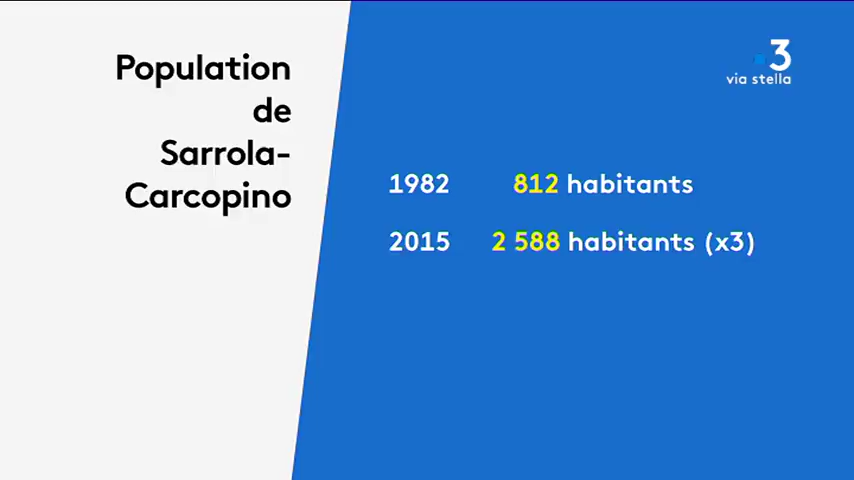 Population
de
Sarrola-
Carcopino
3
via stella
1982 812 habitants
2015 2 588 habitants (x3)